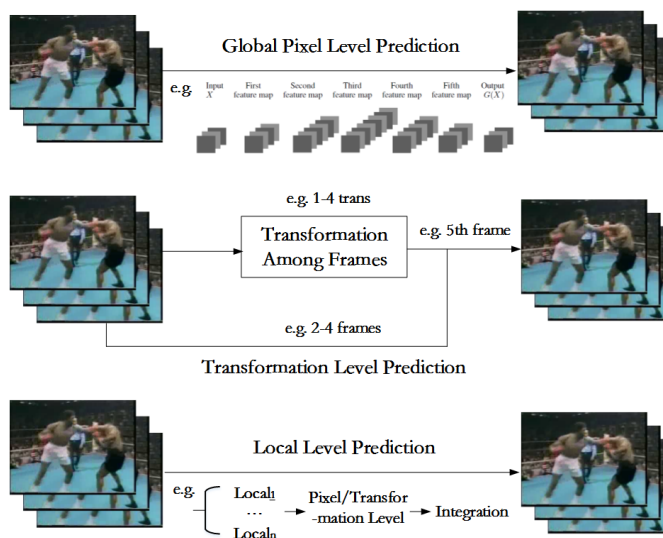 Global Pixel Level Prediction
e.g.
Input First Second Third Fourth Fifth Output
X feature map feature map feature map feature map feature map G(X)
e.g. 1-4 trans
Transformation
Among Frames
e.g. 5th frame
e.g. 2-4 frames
Transformation Level Prediction
Local Level Prediction
e.g.
Local1
...
Localn
Pixel/Transfor
-mation Level
Integration